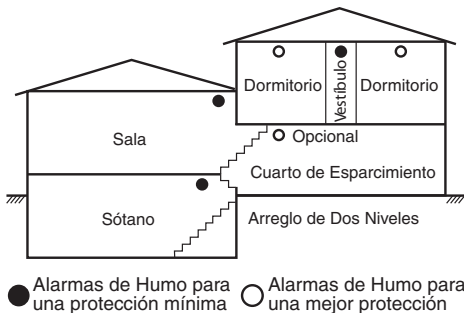 Dormitorio
Vestíbulo
Dormitorio
Sala
Opcional
Cuarto de Esparcimiento
Sótano
Arreglo de Dos Niveles
Alarmas de Humo para
una protección mínima
Alarmas de Humo para
una mejor protección